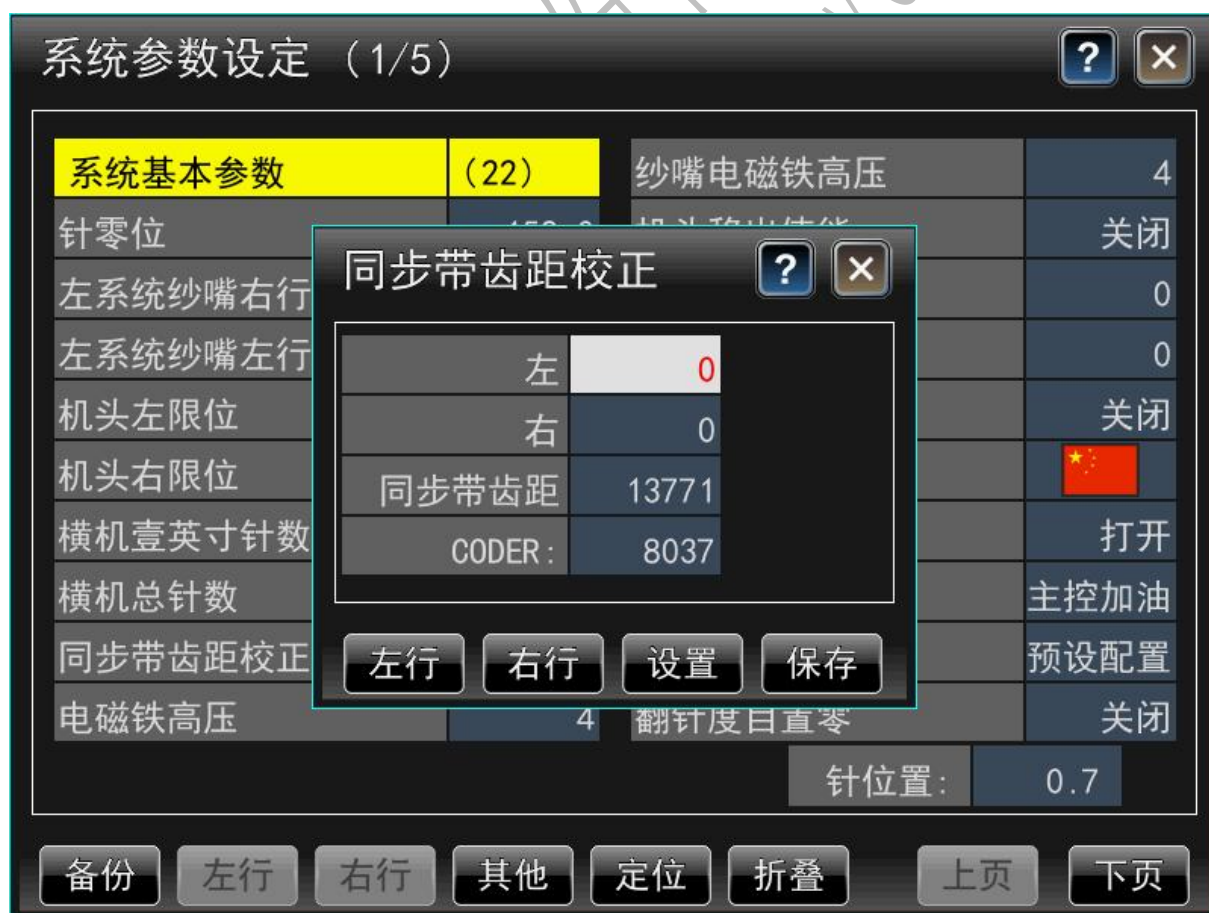 系统参数设定 （1/5）
系统基本参数 （22）
纱嘴电磁铁高压 4
针零位
关闭
左系统纱嘴右行
0
左系统纱嘴左行
0
机头左限位
关闭
机头右限位
横机壹英寸针数
打开
横机总针数
主控加油
同步带齿距校正
预设配置
电磁铁高压 4
翻针度目置零 关闭
针位置: 0.7
同步带齿距校正
左 0
右 0
同步带齿距 13771
CODER: 8037
左行 右行 设置 保存
备份 左行 右行 其他 定位 折叠 上页 下页